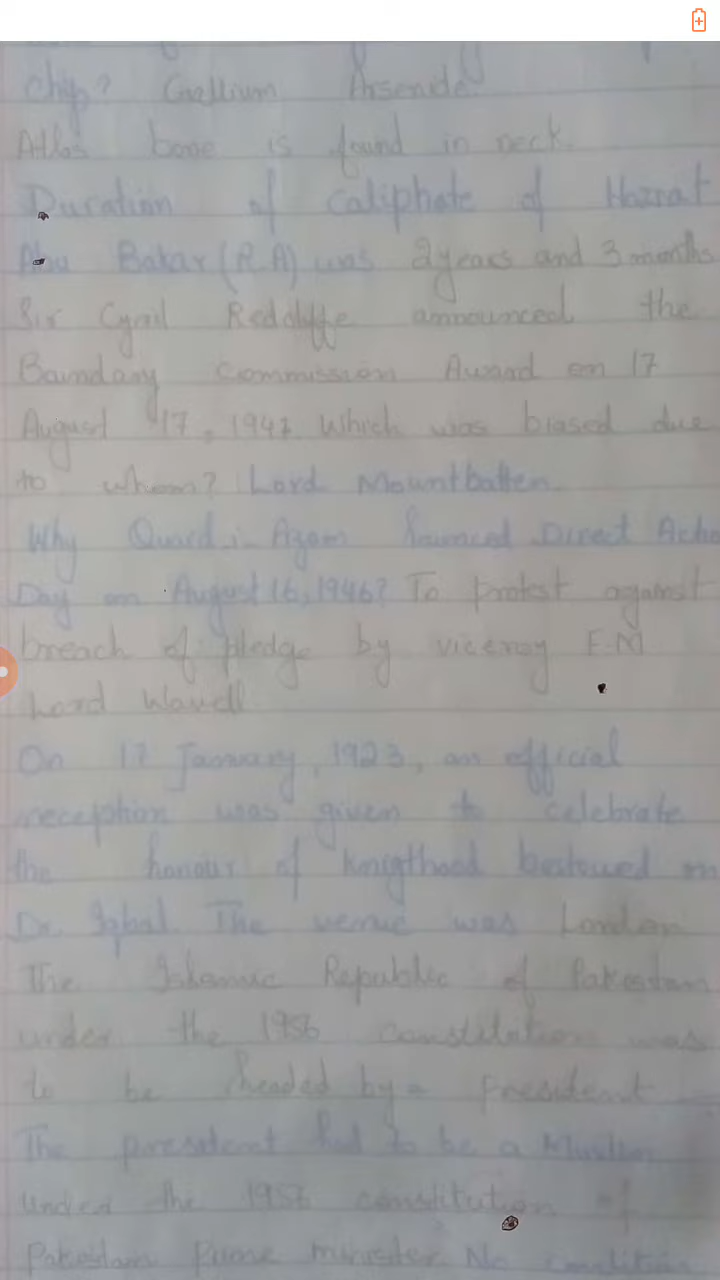 chip? Gallium Arsenide
Atlas bone is found in neck
Duration of caliphate of Hazrat
Abu Bakar (R.A) was 2 years and 3 months
Sir Cyril Redcliffe announced the
Boundary commission Award on 17
August 17, 1947 which was biased due
to whom? Lord Mountbatten
Why Quaid-i-Azam Direct
Day on August 16, 1946? To protest against
breach of pledge by viceroy F.M
Lord Wavell
On 17 January, 1923, an official
reception was given to celebrate
the honour of knigthood bestowed on
Dr. Iqbal The venue was London
The Islamic Republic of Pakistan
under the 1956 constitution was
to be headed by a president
The president had to be a Muslim
under the 1956 constitution of
Pakistan prime minister No condition